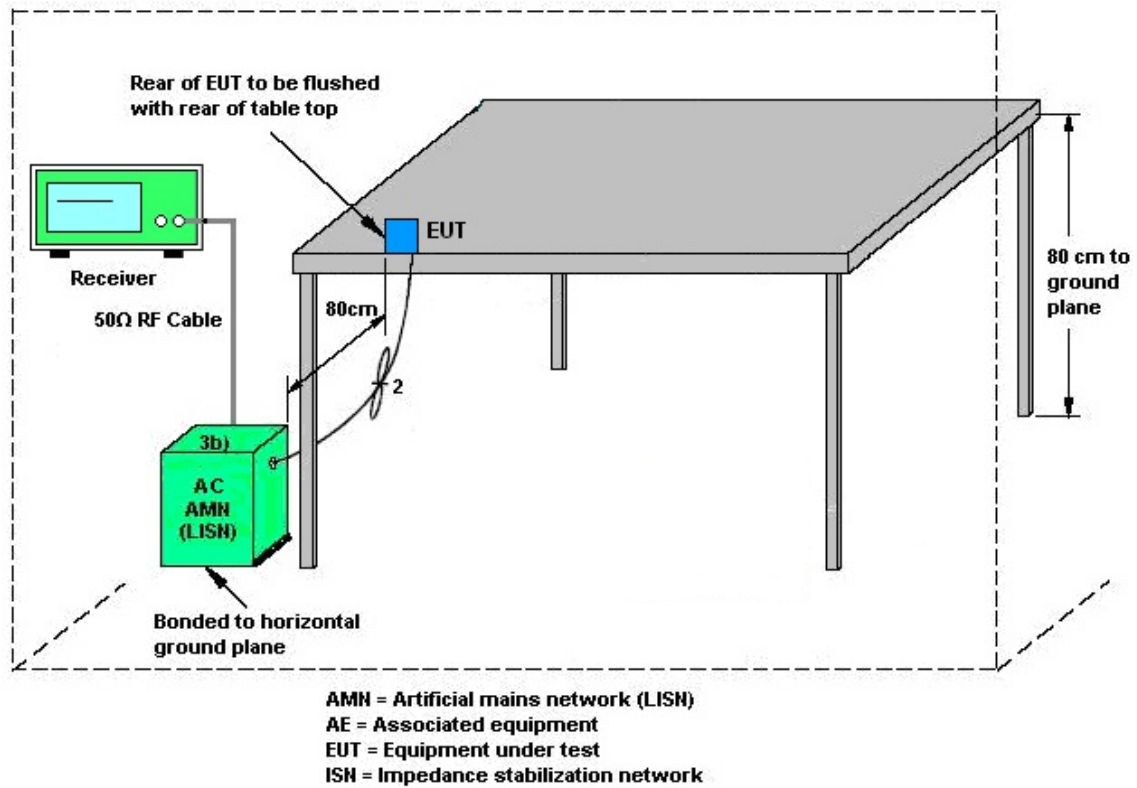 Rear of EUT to be flushed
with rear of table top
EUT
Receiver
50Ω RF Cable
80cm
80 cm to
ground
plane
2
3b)
AC
AMN
(LISN)
Bonded to horizontal
ground plane
AMN = Artificial mains network (LISN)
AE = Associated equipment
EUT = Equipment under test
ISN = Impedance stabilization network